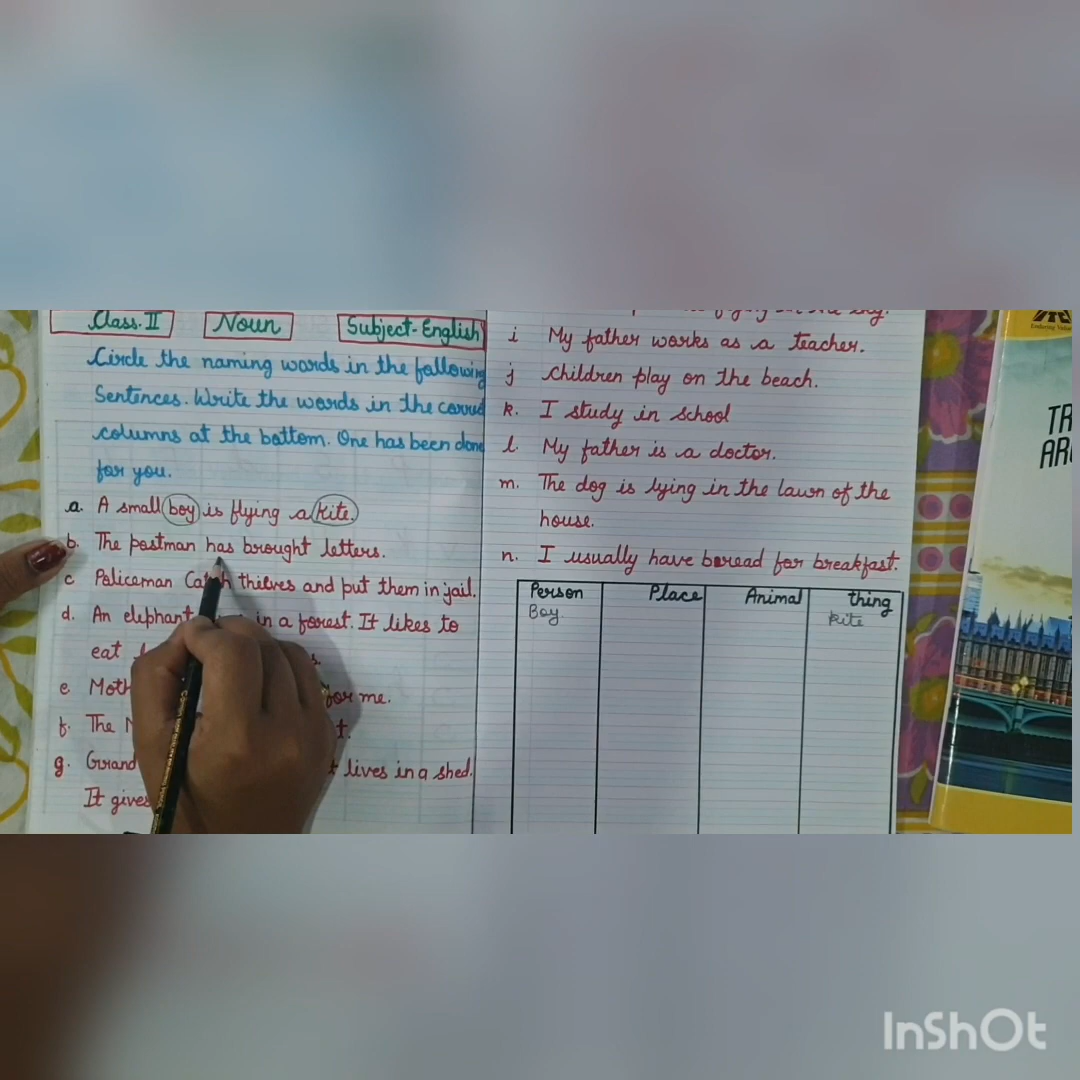 Class-II Noun Subject-English
Circle the naming words in the following
Sentences. Write the words in the
columns at the bottom. One has been done
for you.
a. A small boy is flying a kite.
b. The postman has brought letters.
c Policeman Catch thieves and put them in jail.
d. An elephant in a forest. It likes to
eat
e. for me.
f. The
g. lives in a shed.
It gives
i My father works as a teacher.
j children play on the beach.
k. I study in school
l. My father is a doctor.
m. The dog is lying in the lawn of the
house.
n. I usually have boread for breakfast.
Person Place Animal thing
Boy kite
TR
AR
InShOt